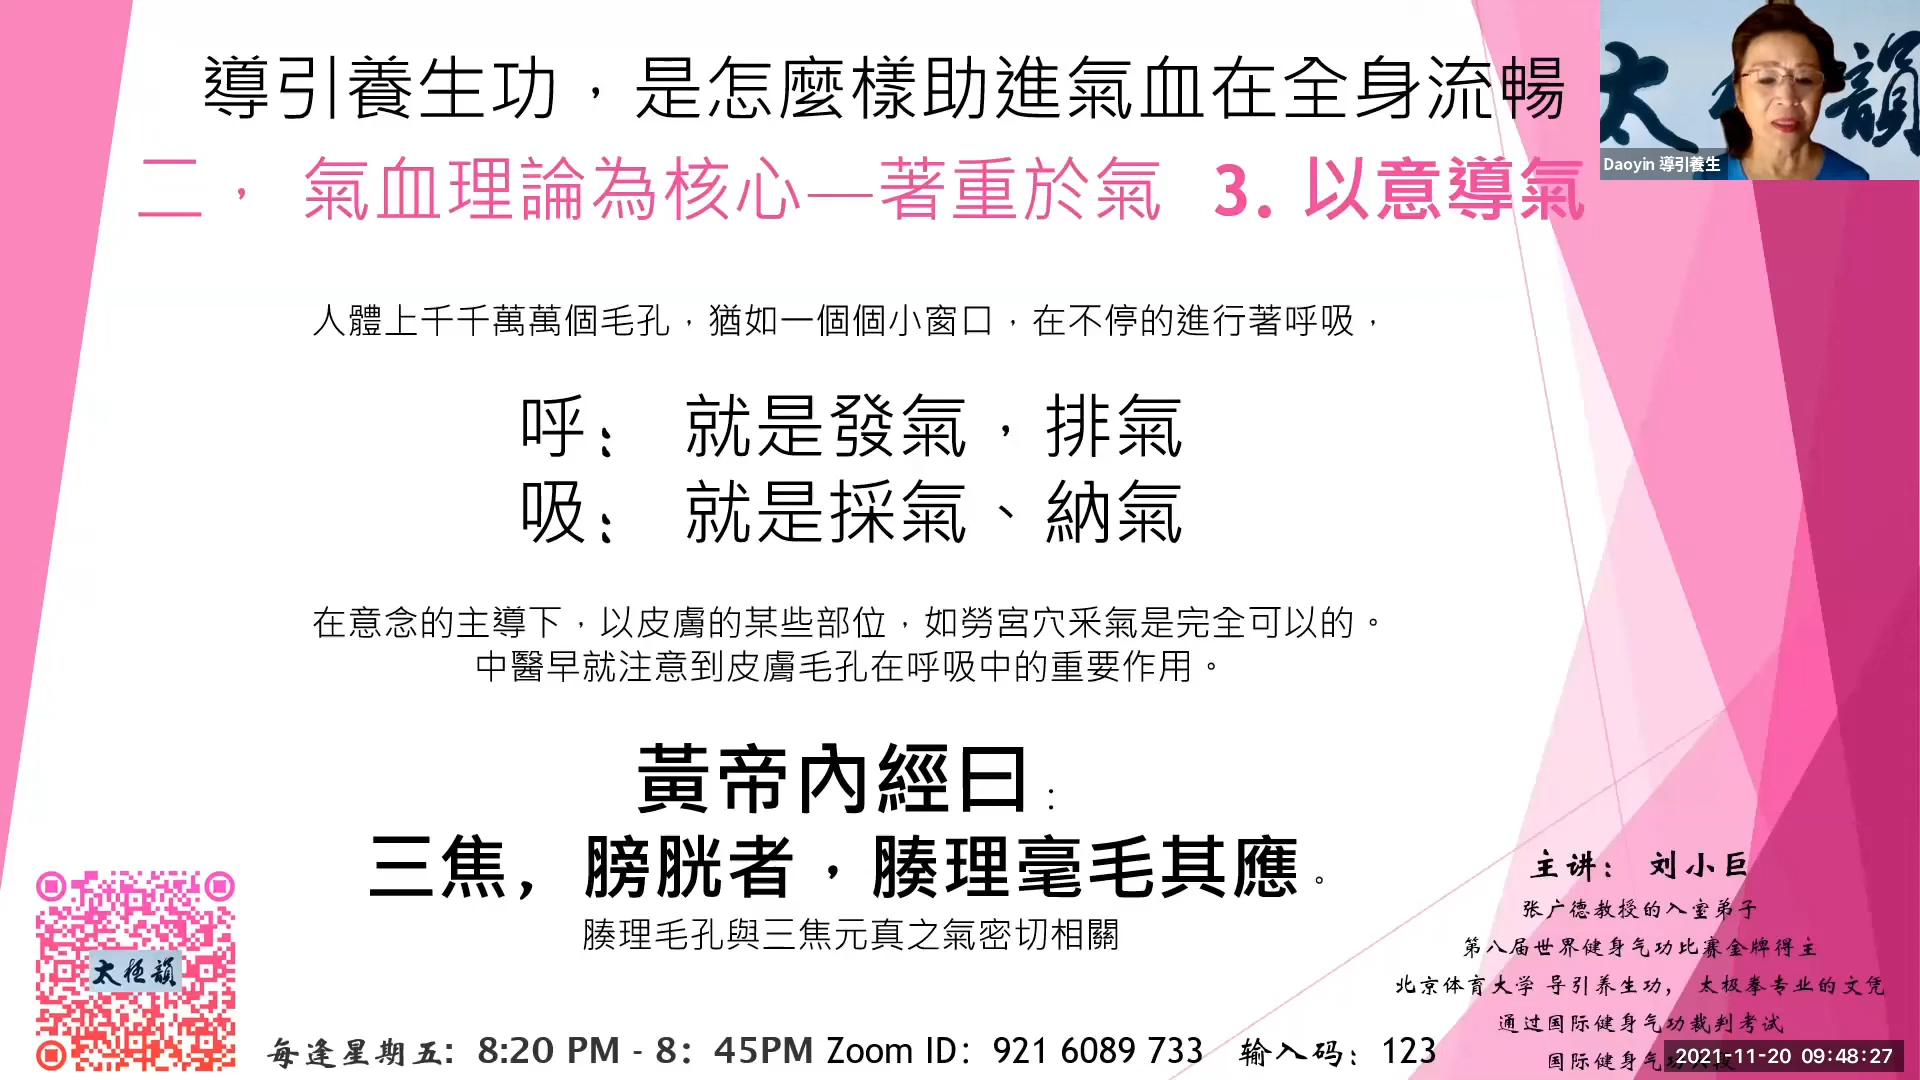 導引養生功，是怎麼樣助進氣血在全身流暢
二， 氣血理論為核心—著重於氣 3. 以意導氣
太 韻
Daoyin 導引養生
人體上千千萬萬個毛孔，猶如一個個小窗口，在不停的進行著呼吸，
呼： 就是發氣，排氣
吸： 就是採氣、納氣
在意念的主導下，以皮膚的某些部位，如勞宮穴釆氣是完全可以的。
中醫早就注意到皮膚毛孔在呼吸中的重要作用。
黃帝內經曰：
三焦，膀胱者，腠理毫毛其應。
腠理毛孔與三焦元真之氣密切相關
太極韻
主讲： 刘小巨
张广德教授的入室弟子
第八届世界健身气功比赛金牌得主
北京体育大学 导引养生功， 太极拳专业的文凭
通过国际健身气功裁判考试
国际健身气功
每逢星期五: 8:20 PM - 8：45PM Zoom ID：921 6089 733 输入码：123
2021-11-20 09:48:27